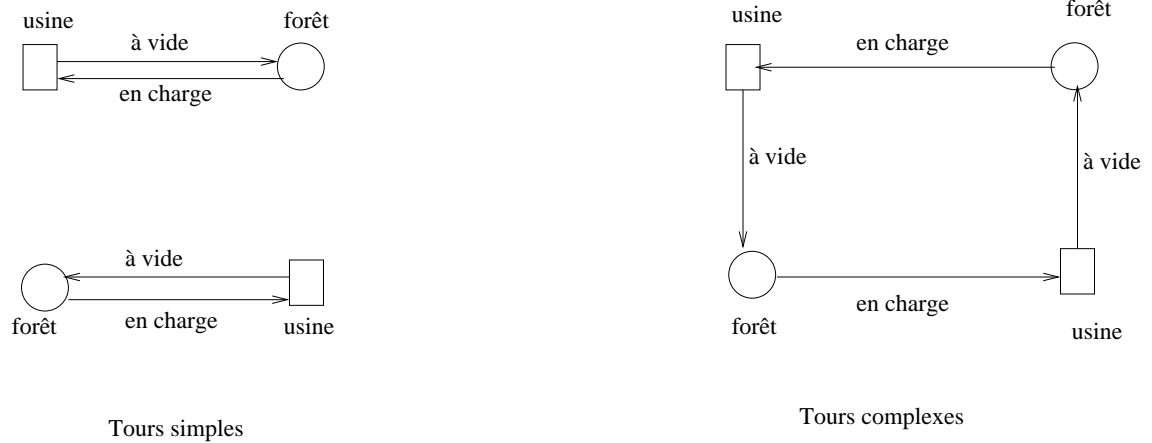 usine
forêt
à vide
en charge
à vide
forêt
en charge
usine
Tours simples
usine
forêt
en charge
à vide
à vide
forêt
en charge
usine
Tours complexes